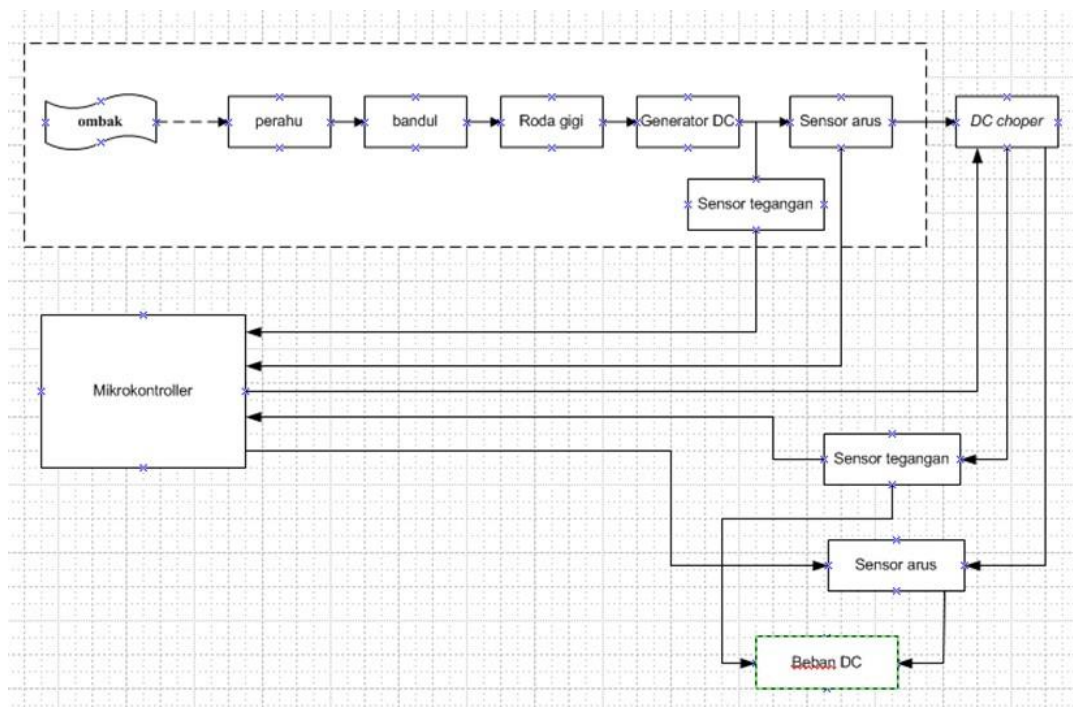 ombak
perahu
bandul
Roda gigi
Generator DC
Sensor arus
DC choper
Sensor tegangan
Mikrokontroller
Sensor tegangan
Sensor arus
Beban DC